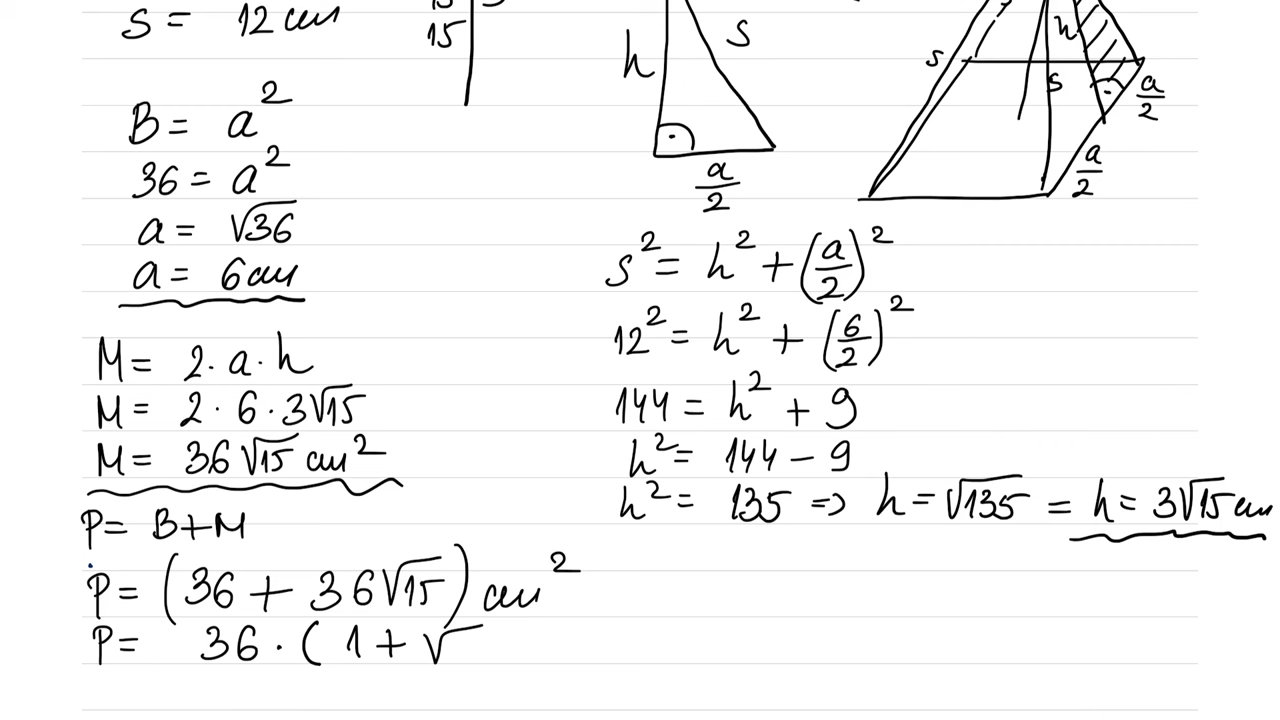 S = 12 cm
15
B = a²
36 = a²
a = √36
a = 6 cm
M = 2 · a · h
M = 2 · 6 · 3√15
M = 36√15 cm²
P = B + M
P = (36 + 36√15) cm²
P = 36 · (1 + √
h
s
a/2
s
h
s
a/2
a/2
s² = h² + (a/2)²
12² = h² + (6/2)²
144 = h² + 9
h² = 144 − 9
h² = 135 => h = √135 = h = 3√15 cm